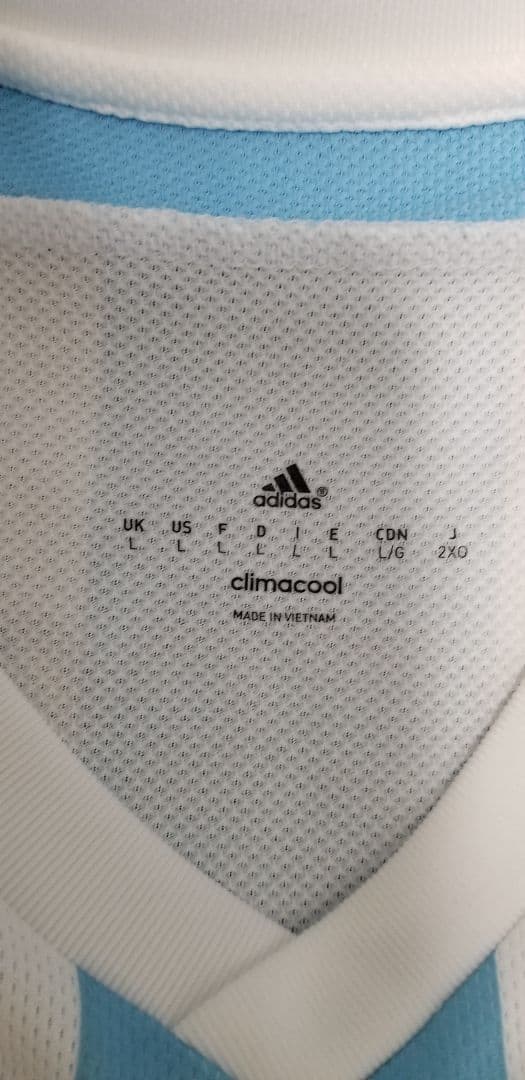 adidas®
UK US F D I E CDN J
L L L L L L L/G 2XO
climacool
MADE IN VIETNAM